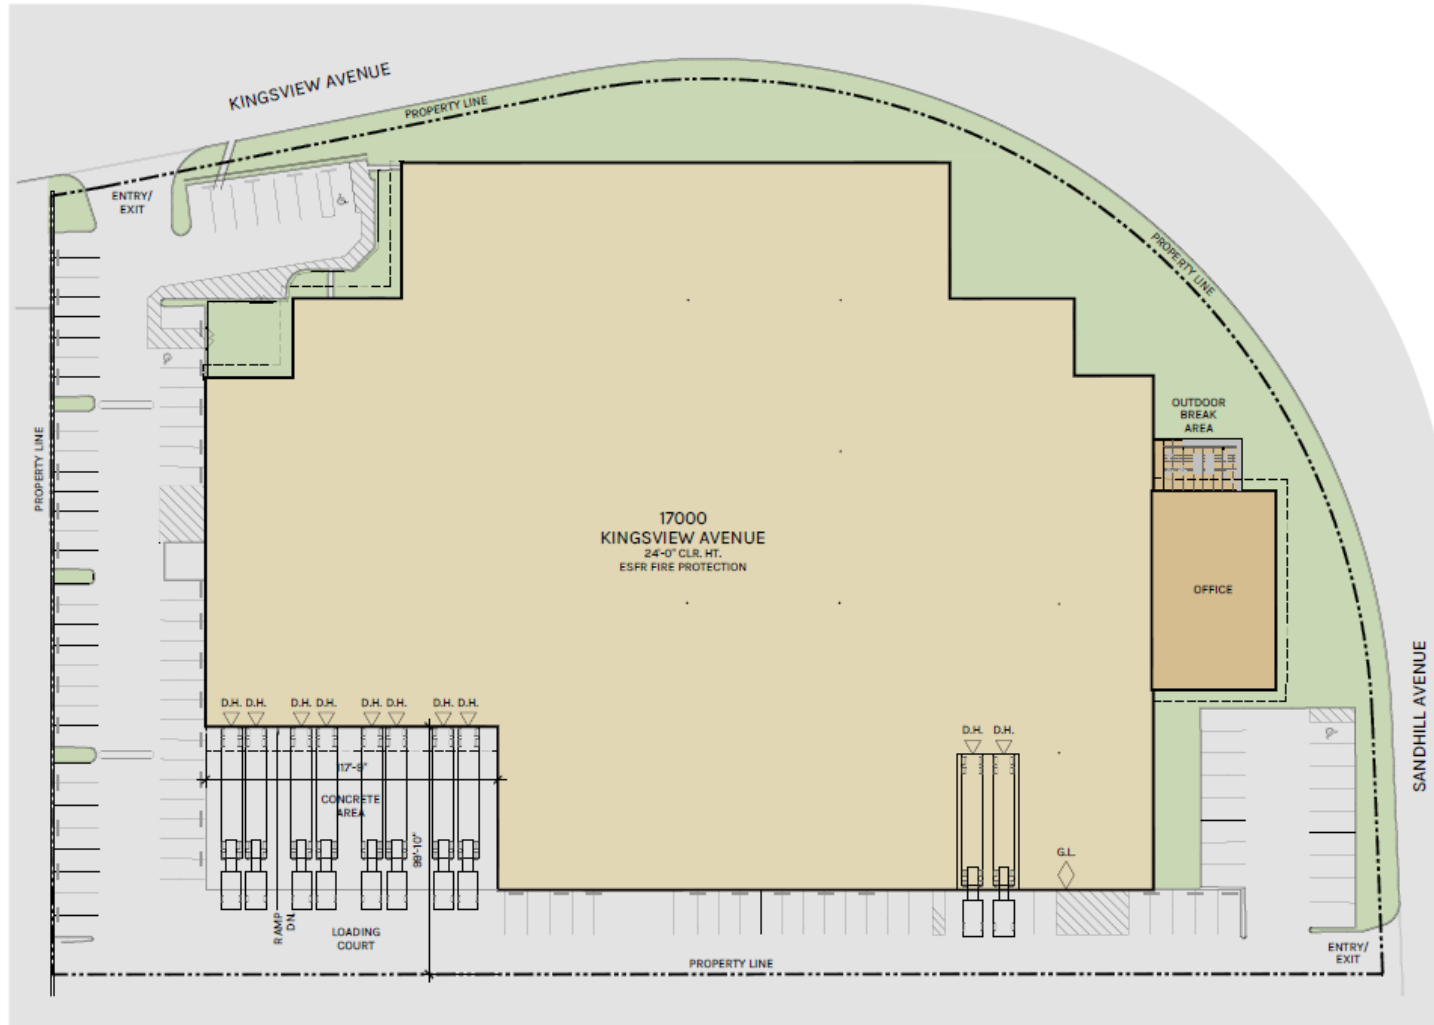 KINGSVIEW AVENUE
PROPERTY LINE
ENTRY/
EXIT
PROPERTY LINE
OUTDOOR
BREAK
AREA
PROPERTY LINE
17000
KINGSVIEW AVENUE
24'-0" CLR. HT.
ESFR FIRE PROTECTION
OFFICE
SANDHILL AVENUE
D.H. D.H. D.H. D.H. D.H. D.H. D.H. D.H.
D.H. D.H.
117'-9"
CONCRETE
AREA
99'-10"
G.L.
RAMP
DN.
LOADING
COURT
PROPERTY LINE
ENTRY/
EXIT